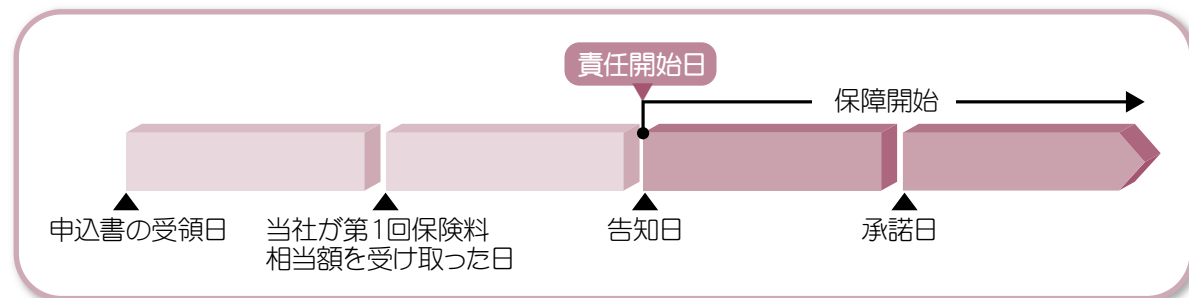 責任開始日
保障開始
申込書の受領日
当社が第1回保険料
相当額を受け取った日
告知日
承諾日